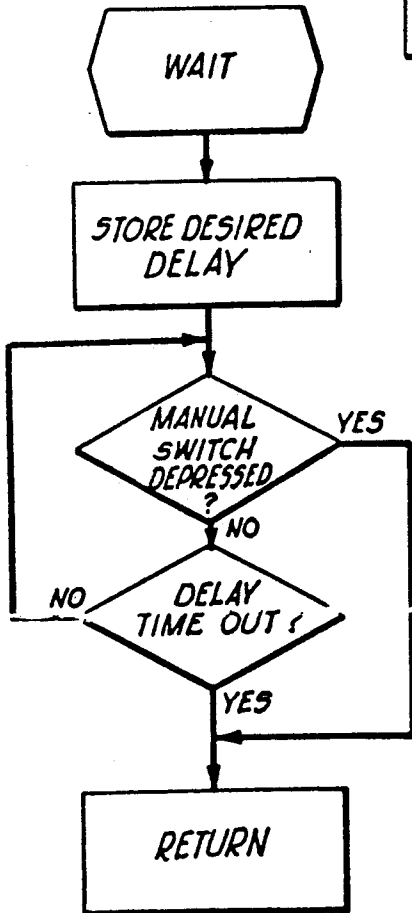 WAIT
STORE DESIRED
DELAY
MANUAL
SWITCH
DEPRESSED
?
YES
NO
DELAY
TIME OUT ?
NO
YES
RETURN